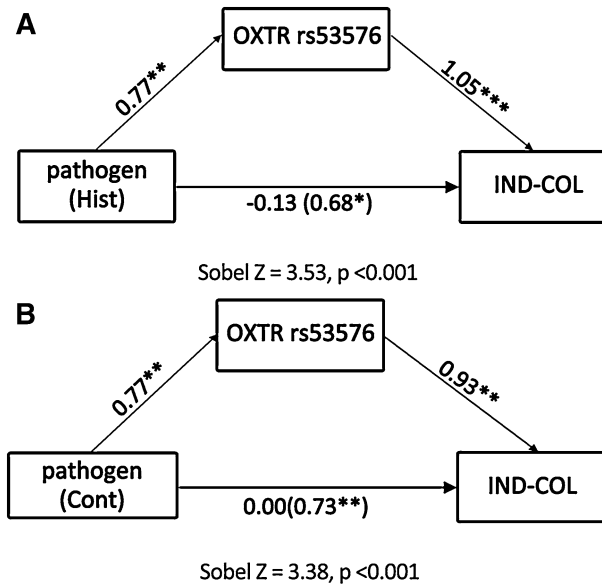 A
OXTR rs53576
0.77**
1.05***
pathogen
(Hist)
IND-COL
-0.13 (0.68*)
Sobel Z = 3.53, p <0.001
B
OXTR rs53576
0.77**
0.93**
pathogen
(Cont)
IND-COL
0.00(0.73**)
Sobel Z = 3.38, p <0.001